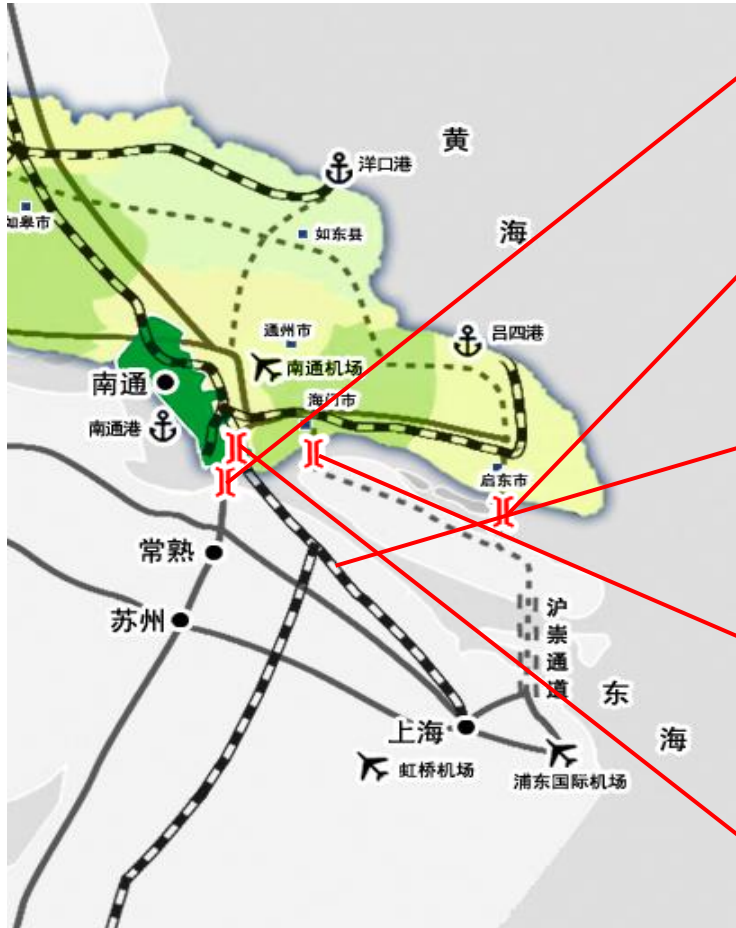 黄
海
洋口港
如皋市
如东县
吕四港
通州市
南通机场
南通
海门市
南通港
启东市
常熟
苏州
沪崇通道
东
海
上海
虹桥机场
浦东国际机场